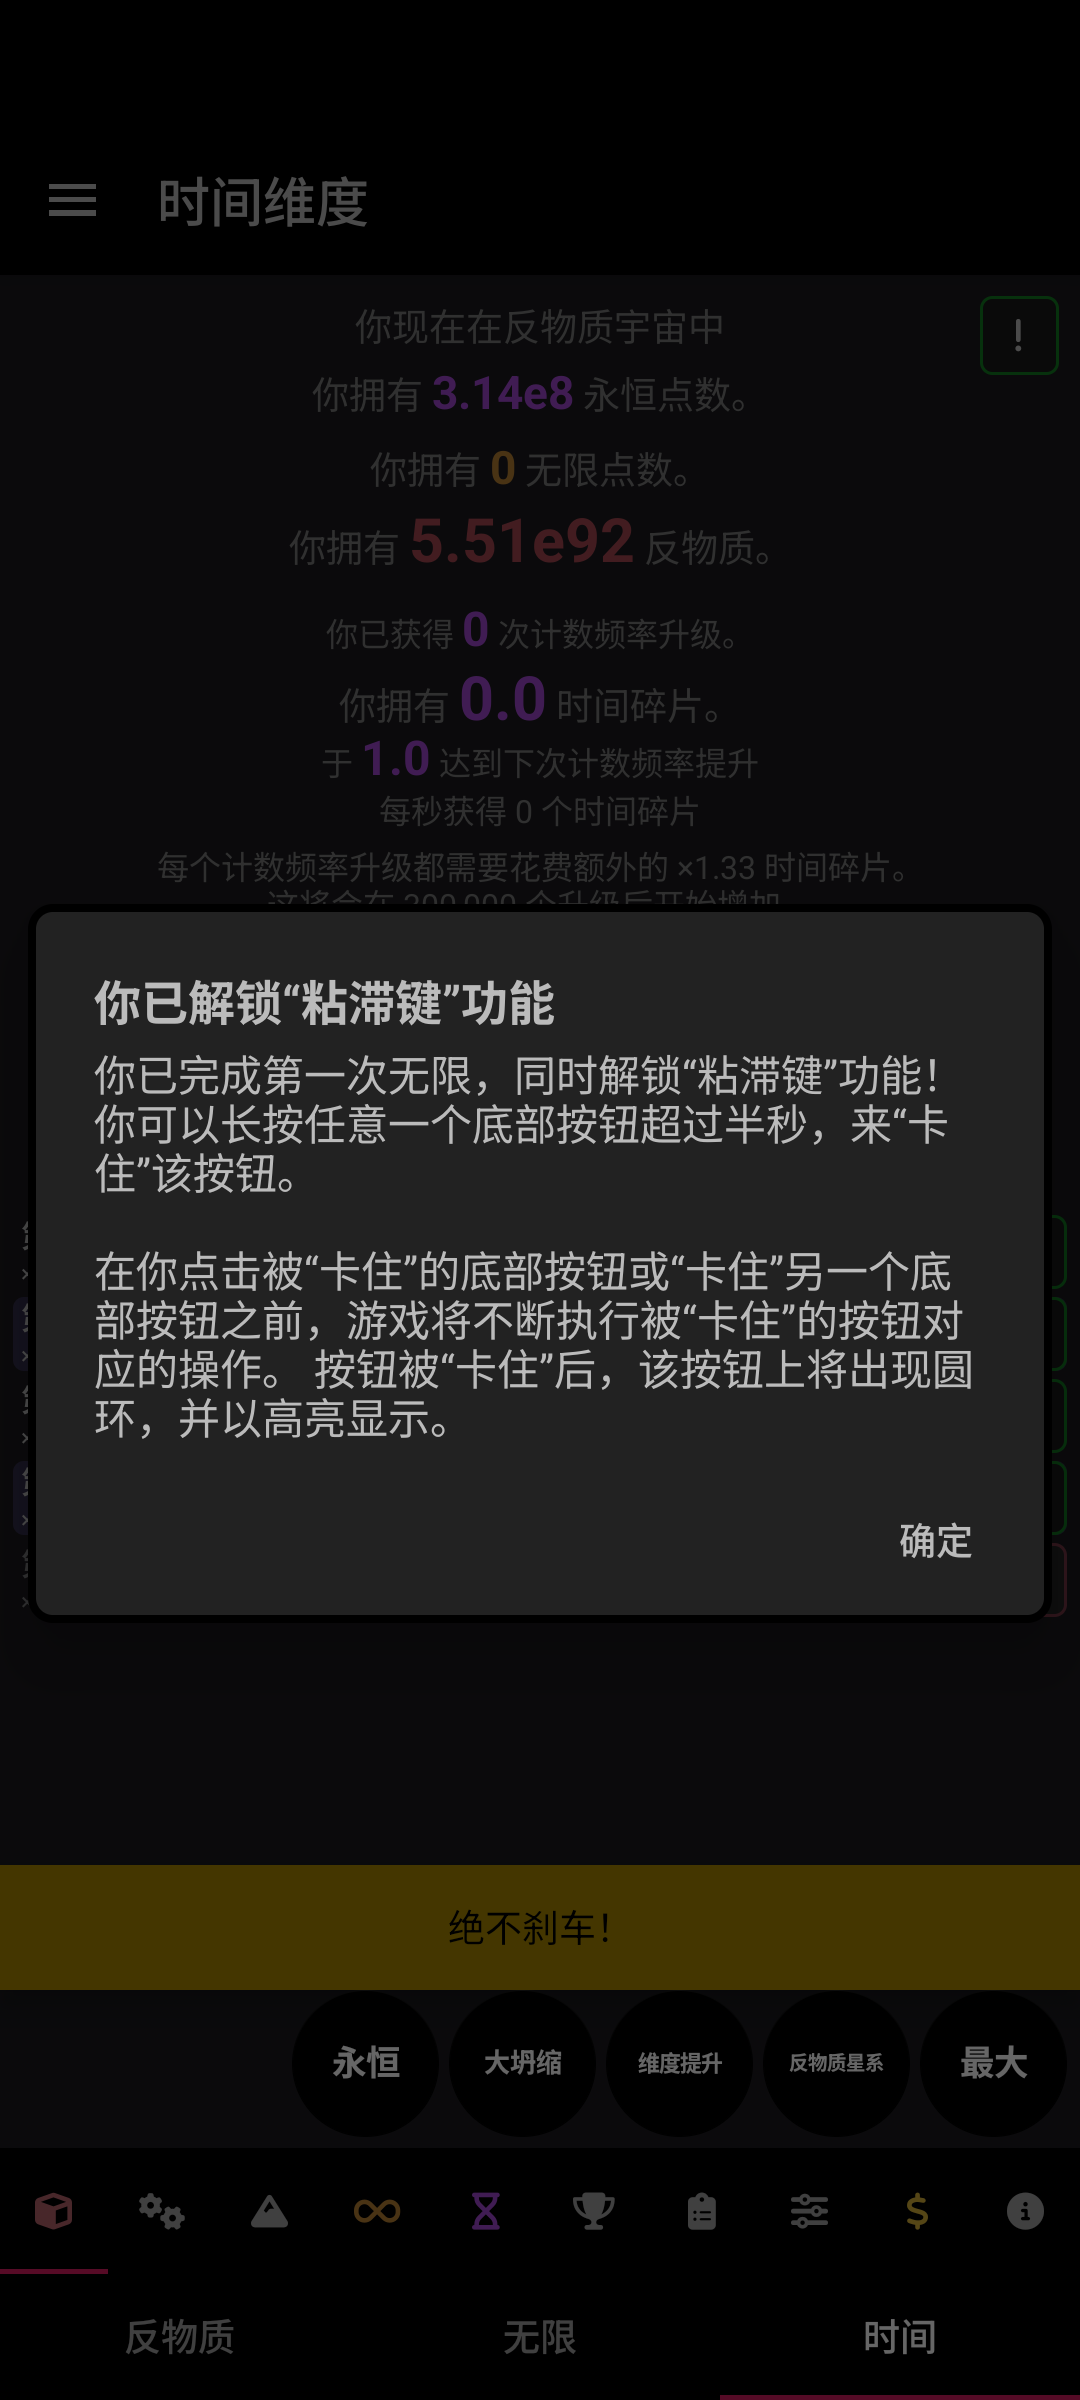 时间维度
你现在在反物质宇宙中
!
你拥有 3.14e8 永恒点数。
你拥有 0 无限点数。
你拥有 5.51e92 反物质。
你已获得 0 次计数频率升级。
你拥有 0.0 时间碎片。
于 1.0 达到下次计数频率提升
每秒获得 0 个时间碎片
每个计数频率升级都需要花费额外的 ×1.33 时间碎片。
你已解锁“粘滞键”功能
你已完成第一次无限，同时解锁“粘滞键”功能！
你可以长按任意一个底部按钮超过半秒，来“卡
住”该按钮。
在你点击被“卡住”的底部按钮或“卡住”另一个底
部按钮之前，游戏将不断执行被“卡住”的按钮对
应的操作。 按钮被“卡住”后，该按钮上将出现圆
环，并以高亮显示。
确定
绝不刹车！
永恒 大坍缩 维度提升 反物质星系 最大
反物质 无限 时间